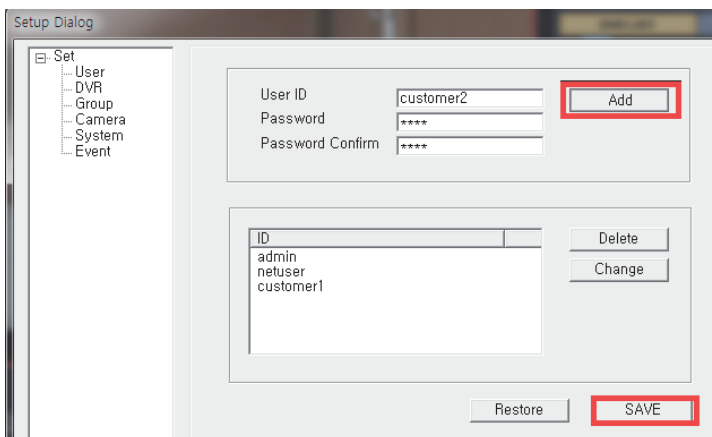 Setup Dialog
Set
User
DVR
Group
Camera
System
Event
User ID customer2 Add
Password ****
Password Confirm ****
ID
admin
netuser
customer1
Delete
Change
Restore SAVE